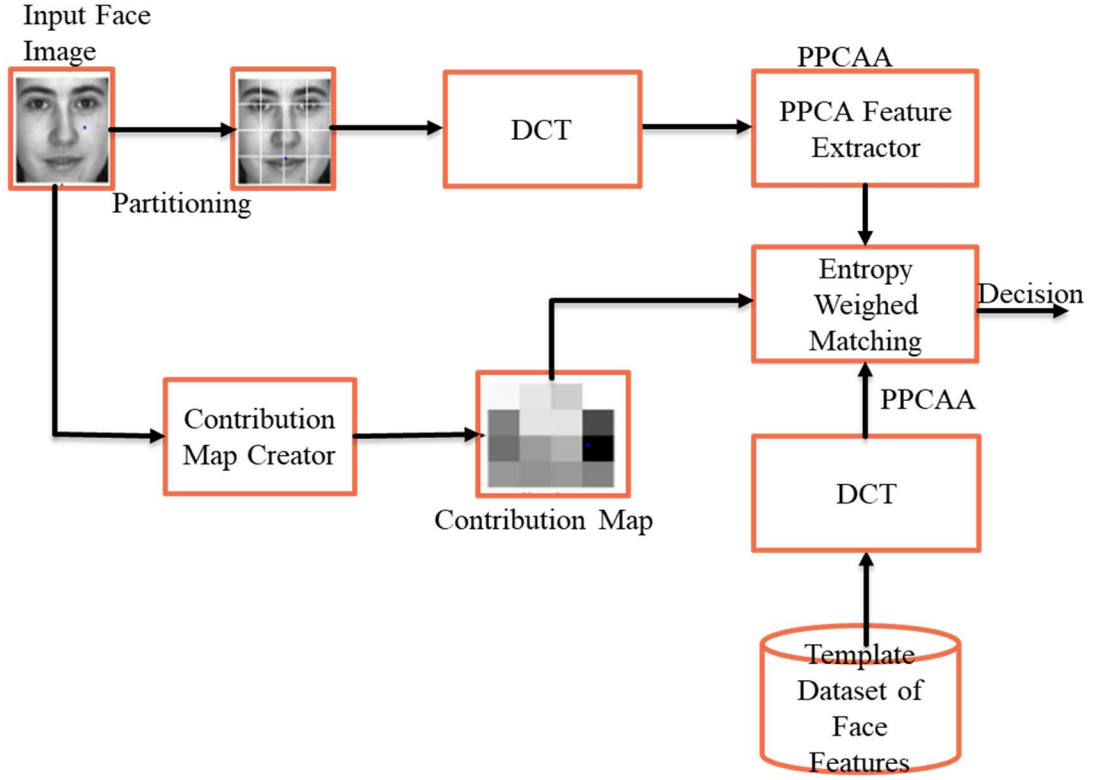 Input Face
Image
PPCAA
DCT
PPCA Feature
Extractor
Partitioning
Entropy
Weighed
Matching
Decision
Contribution
Map Creator
Contribution Map
PPCAA
DCT
Template
Dataset of
Face
Features